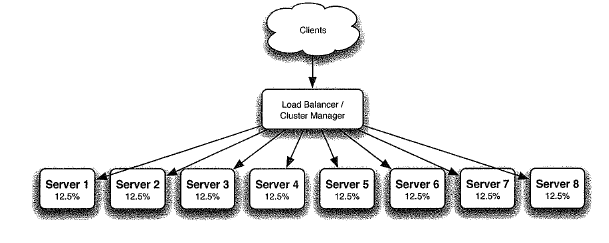 Clients
Load Balancer /
Cluster Manager
Server 1
12.5%
Server 2
12.5%
Server 3
12.5%
Server 4
12.5%
Server 5
12.5%
Server 6
12.5%
Server 7
12.5%
Server 8
12.5%